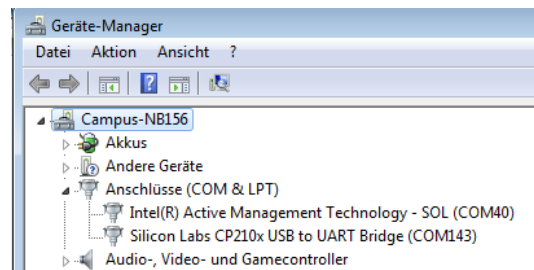 Geräte-Manager
Datei Aktion Ansicht ?
Campus-NB156
Akkus
Andere Geräte
Anschlüsse (COM & LPT)
Intel(R) Active Management Technology - SOL (COM40)
Silicon Labs CP210x USB to UART Bridge (COM143)
Audio-, Video- und Gamecontroller